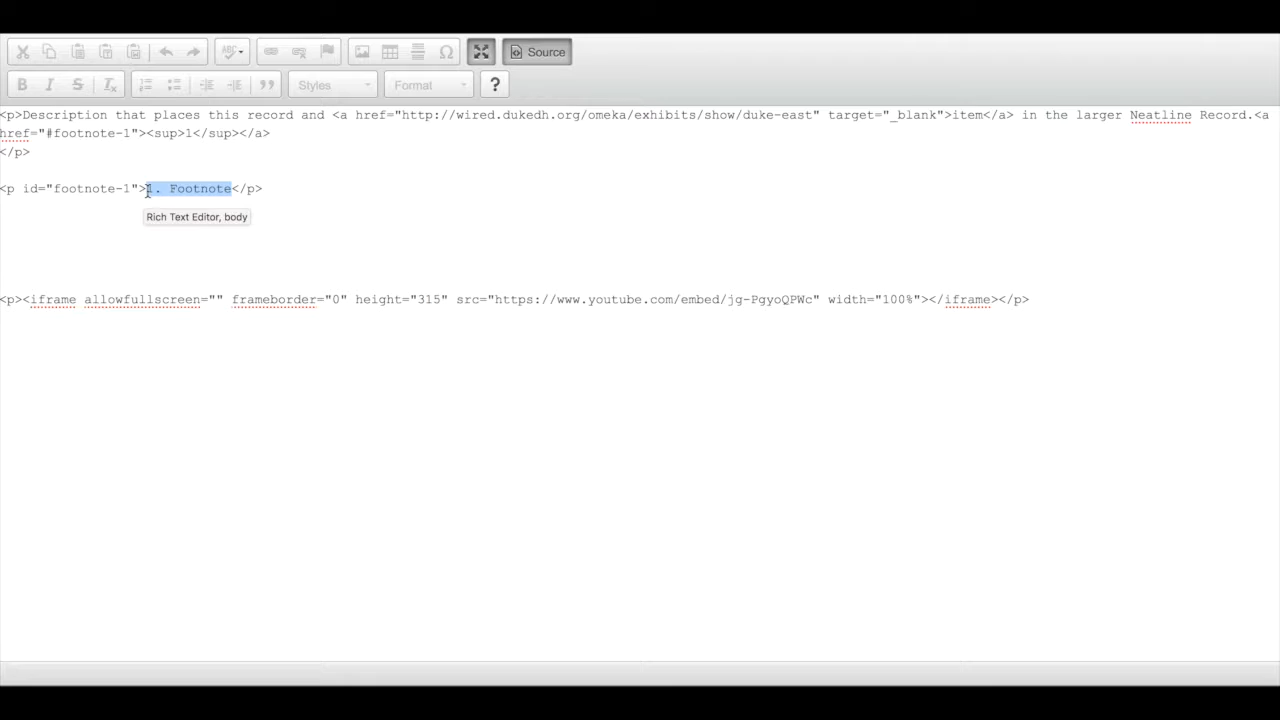 ABC
Source
B I S Tx Styles Format ?
<p>Description that places this record and <a href="http://wired.dukedh.org/omeka/exhibits/show/duke-east" target="_blank">item</a> in the larger Neatline Record.<a
href="#footnote-1"><sup>1</sup></a>
</p>
<p id="footnote-1">1. Footnote</p>
Rich Text Editor, body
<p><iframe allowfullscreen="" frameborder="0" height="315" src="https://www.youtube.com/embed/jg-PgyoQPWc" width="100%"></iframe></p>